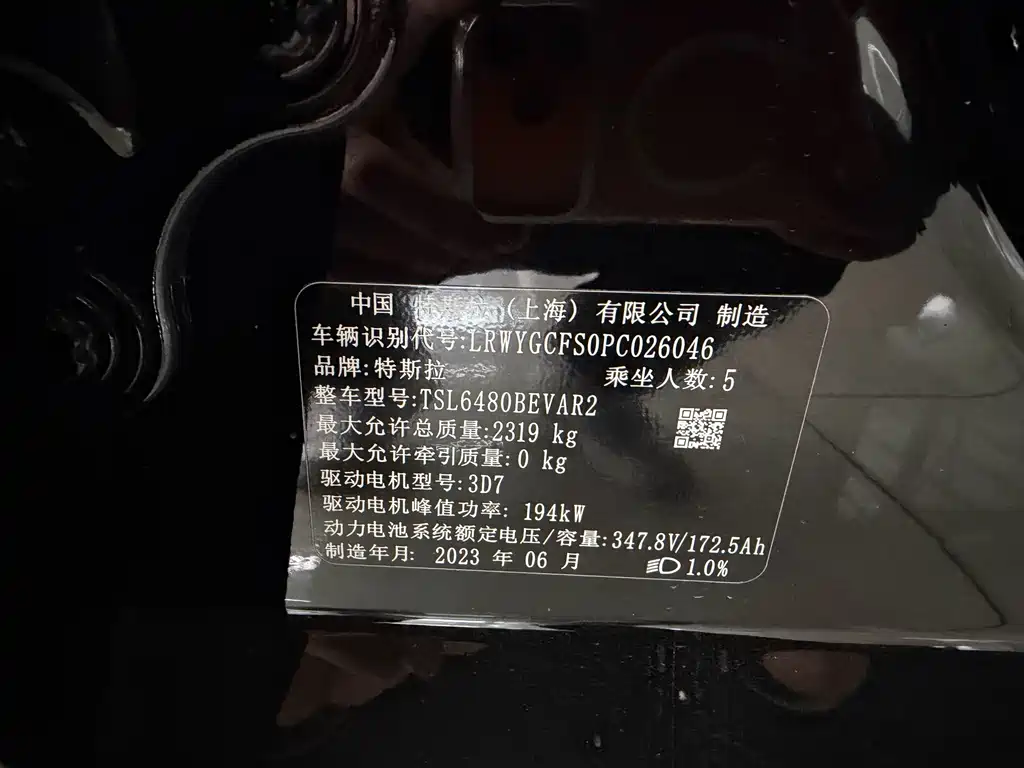 中国 特斯拉 (上海) 有限公司 制造
车辆识别代号:LRWYGCFS0PC026046
品牌:特斯拉 乘坐人数:5
整车型号:TSL6480BEVAR2
最大允许总质量:2319 kg
最大允许牵引质量:0 kg
驱动电机型号:3D7
驱动电机峰值功率: 194kW
动力电池系统额定电压/容量:347.8V/172.5Ah
制造年月: 2023 年 06 月 1.0%